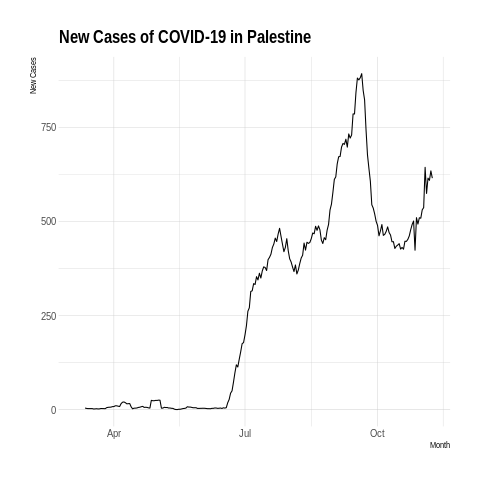 New Cases of COVID-19 in Palestine
New Cases
750
500
250
0
Apr
Jul
Oct
Month